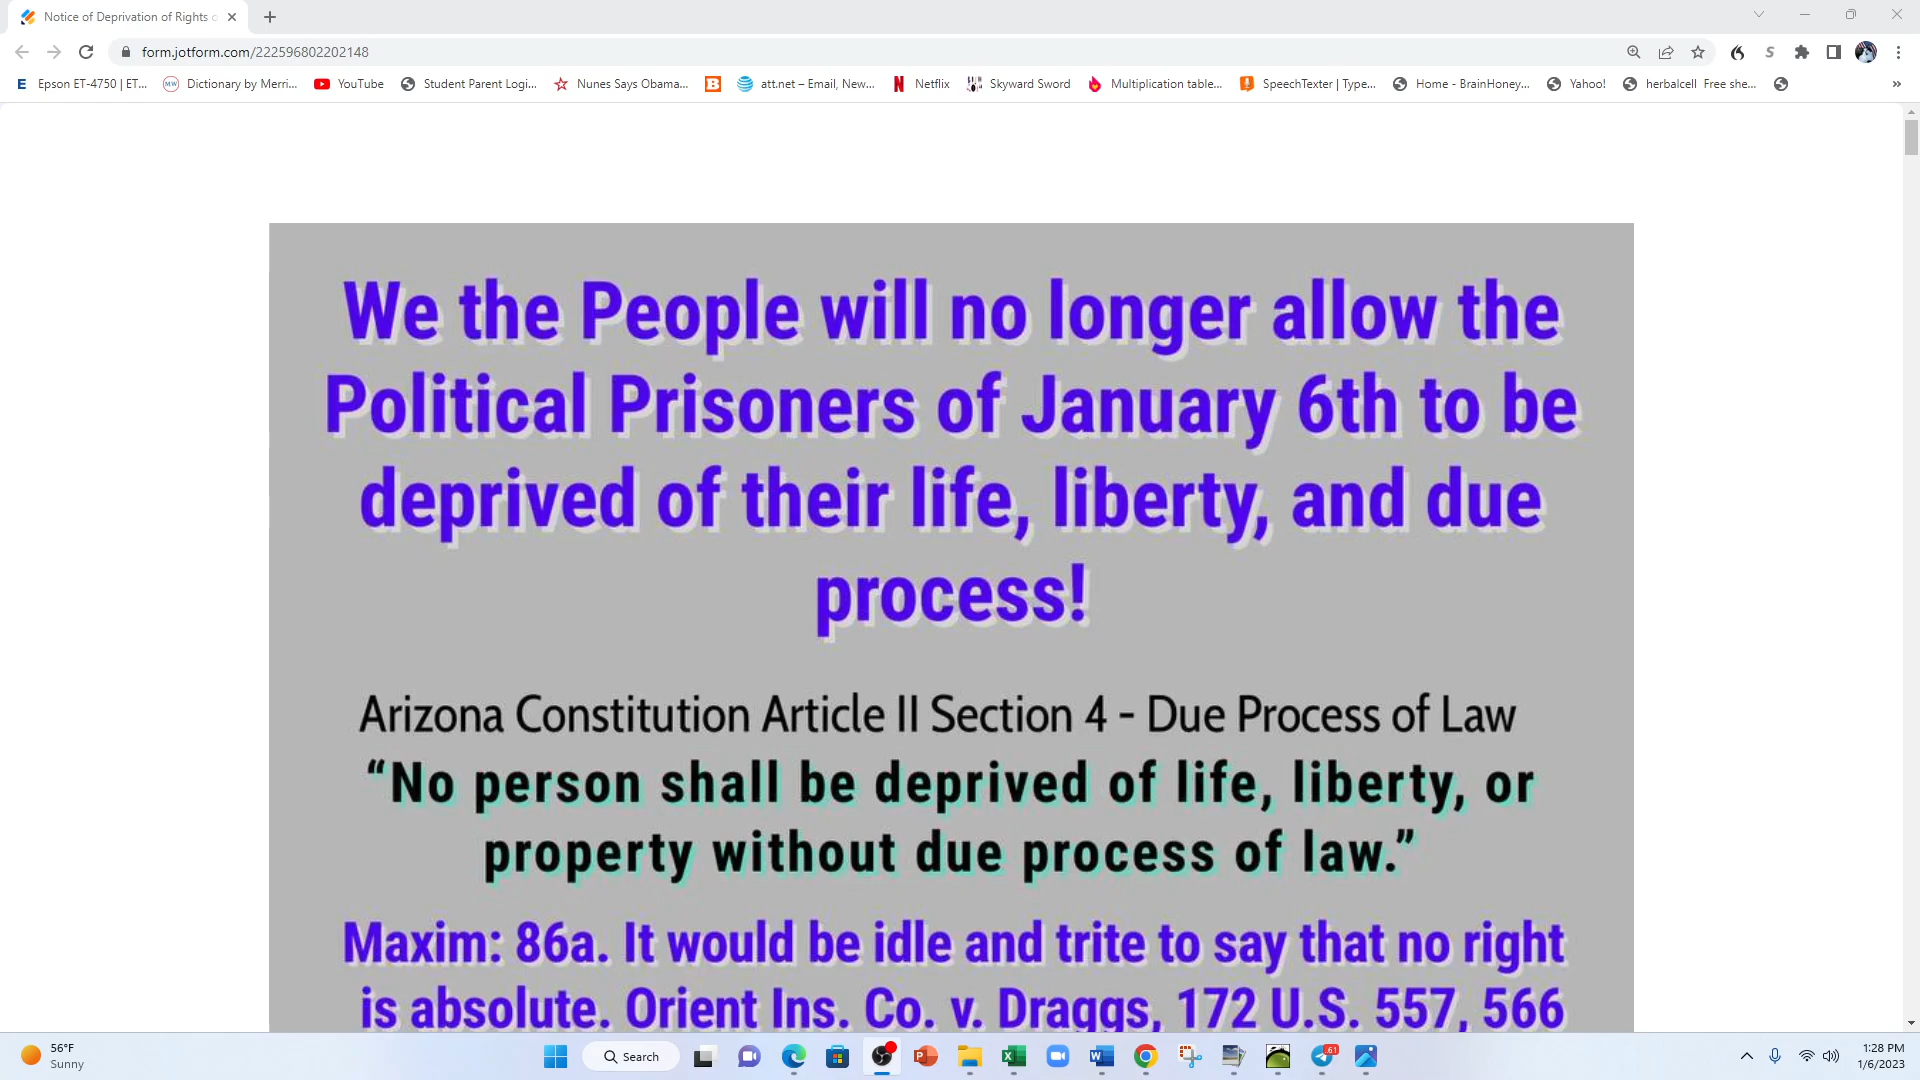 Notice of Deprivation of Rights
form.jotform.com/222596802202148
Epson ET-4750 | ET... Dictionary by Merri... YouTube Student Parent Logi... Nunes Says Obama... att.net – Email, New... Netflix Skyward Sword Multiplication table... SpeechTexter | Type... Home - BrainHoney... Yahoo! herbalcell Free she... »
We the People will no longer allow the
Political Prisoners of January 6th to be
deprived of their life, liberty, and due
process!
Arizona Constitution Article II Section 4 - Due Process of Law
“No person shall be deprived of life, liberty, or
property without due process of law.”
Maxim: 86a. It would be idle and trite to say that no right
is absolute. Orient Ins. Co. v. Draggs, 172 U.S. 557, 566
56°F
Sunny
Search
61
1:28 PM
1/6/2023